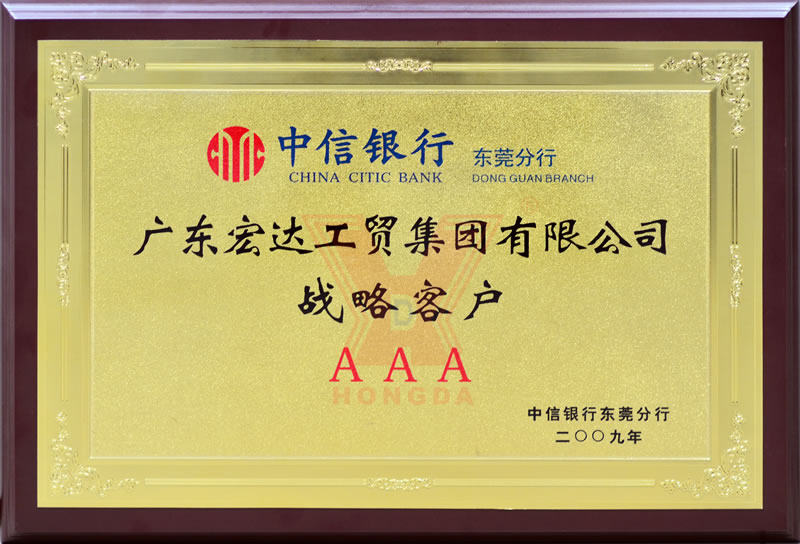 中信银行 东莞分行
CHINA CITIC BANK DONG GUAN BRANCH
广东宏达工贸集团有限公司
战略客户
AAA
HONGDA
中信银行东莞分行
二〇〇九年